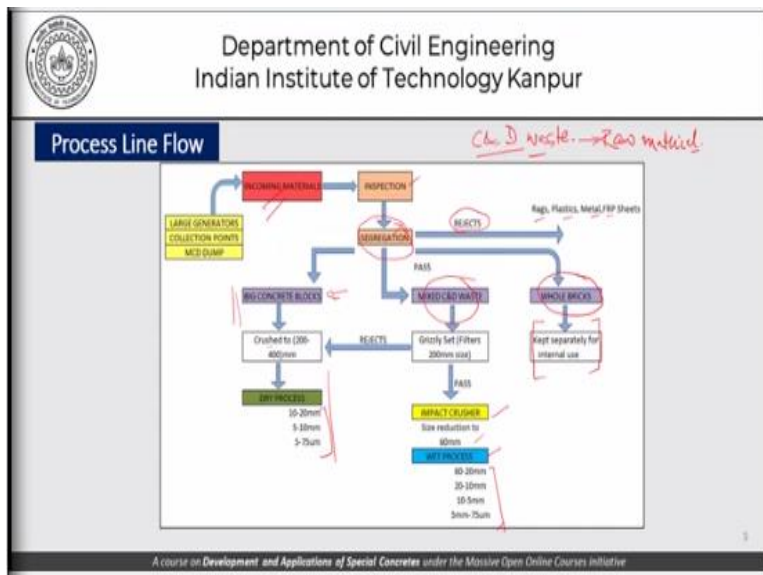 Department of Civil Engineering
Indian Institute of Technology Kanpur
Process Line Flow
C & D waste. → Raw material.
INCOMING MATERIALS
INSPECTION
LARGE GENERATORS
COLLECTION POINTS
MCD DUMP
SEGREGATION
REJECTS
Rags, Plastics, Metal,FRP Sheets
PASS
BIG CONCRETE BLOCKS
MIXED C&D WASTE
WHOLE BRICKS
Crushed to (200-
400)mm
REJECTS
Grizzly Set (Filters
200mm size)
Kept separately for
internal use
PASS
DRY PROCESS
10-20mm
5-10mm
5-75um
IMPACT CRUSHER
Size reduction to
60mm
WET PROCESS
60-20mm
20-10mm
10-5mm
5mm-75um
A course on Development and Applications of Special Concretes under the Massive Open Online Courses initiative